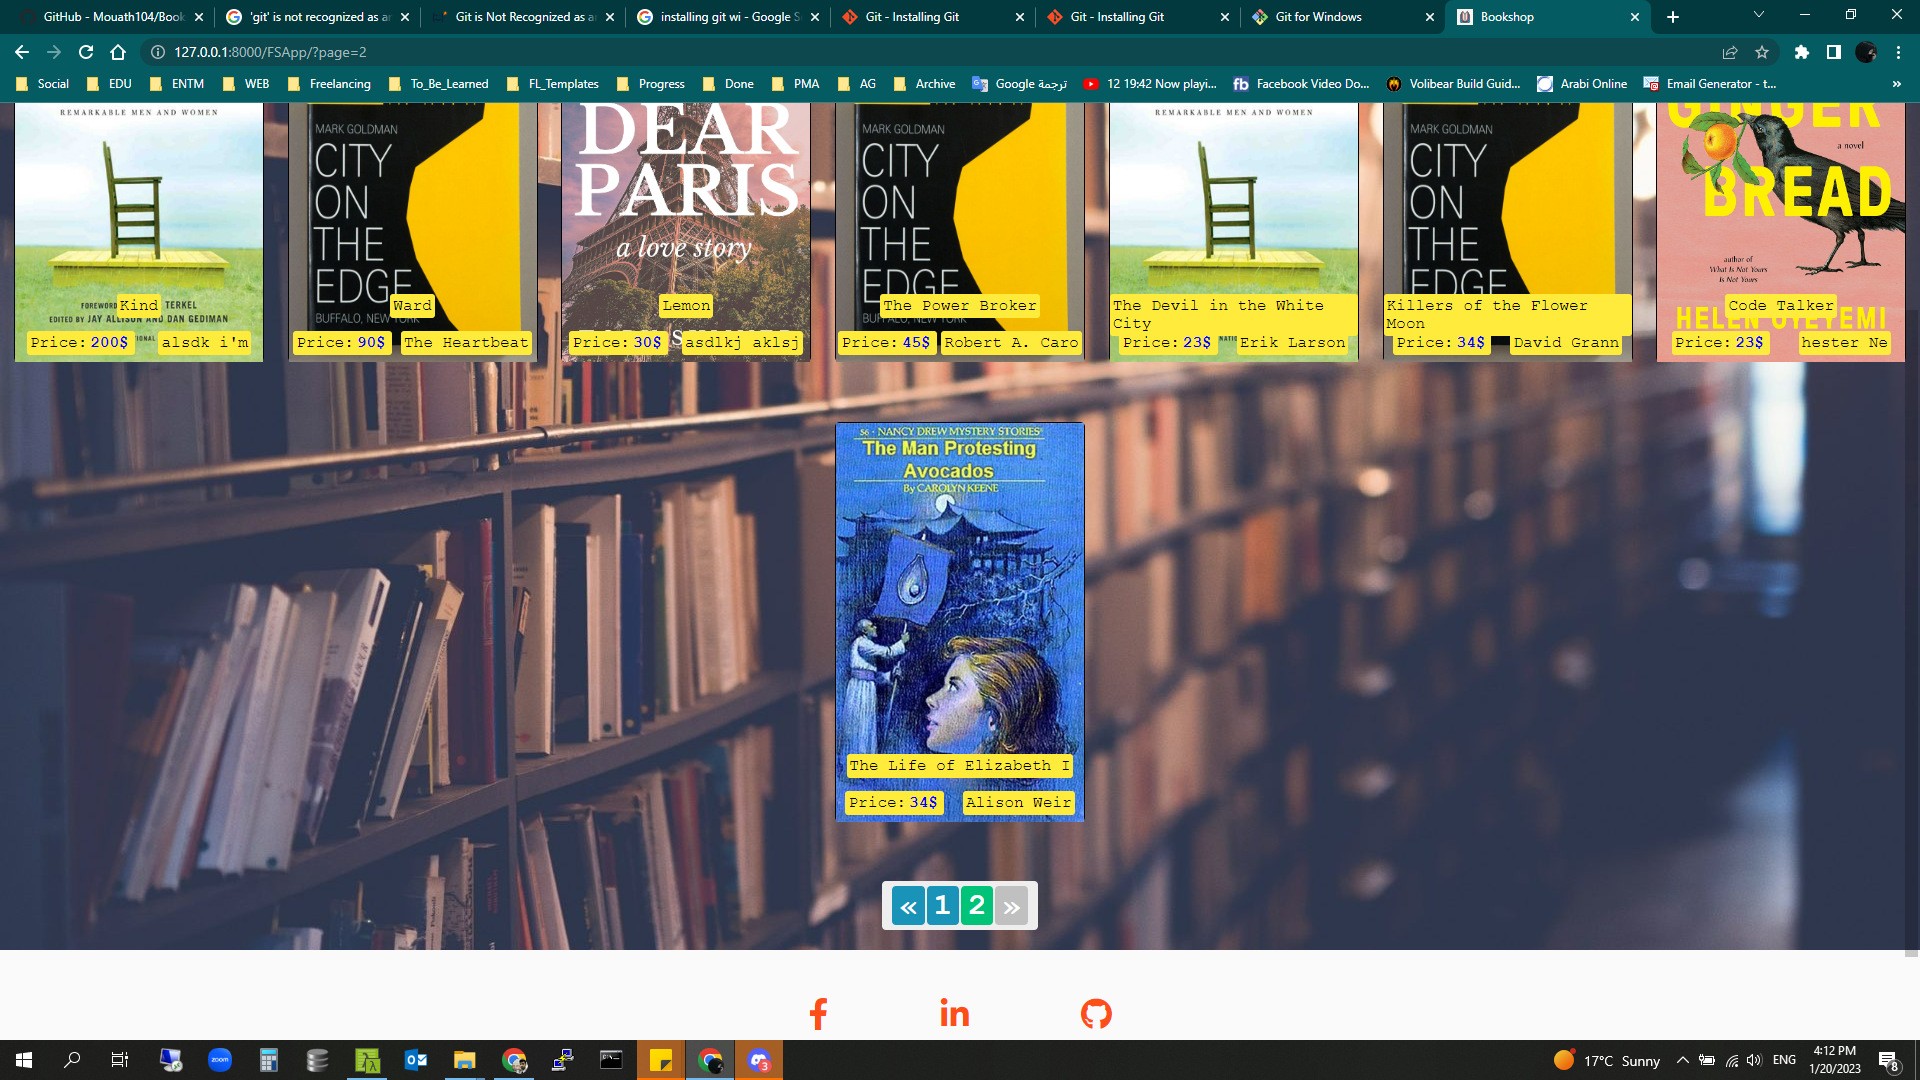 GitHub - Mouath104/Book
'git' is not recognized as an
Git is Not Recognized as a
installing git wi - Google S
Git - Installing Git
Git - Installing Git
Git for Windows
Bookshop
127.0.0.1:8000/FSApp/?page=2
Social
EDU
ENTM
WEB
Freelancing
To_Be_Learned
FL_Templates
Progress
Done
PMA
AG
Archive
Google ترجمة
12 19:42 Now playi...
fb Facebook Video Do...
Volibear Build Guid...
Arabi Online
Email Generator - t...
»
REMARKABLE MEN AND WOMEN
FOREWORD TERKEL
EDITED BY JAY ALLISON AND DAN GEDIMAN
Kind
Price: 200$
alsdk i'm
MARK GOLDMAN
CITY
ON
THE
EDGE
BUFFALO, NEW YORK
Ward
Price: 90$
The Heartbeat
DEAR
PARIS
a love story
Lemon
Price: 30$
asdlkj aklsj
MARK GOLDMAN
CITY
ON
THE
EDGE
BUFFALO, NEW YORK
The Power Broker
Price: 45$
Robert A. Caro
REMARKABLE MEN AND WOMEN
The Devil in the White
City
Price: 23$
Erik Larson
MARK GOLDMAN
CITY
ON
THE
EDGE
Killers of the Flower
Moon
Price: 34$
David Grann
GINGER
a novel
BREAD
author of
What Is Not Yours
Is Not Yours
HELEN OYEYEMI
Code Talker
Price: 23$
hester Ne
56 · NANCY DREW MYSTERY STORIES®
The Man Protesting
Avocados
By CAROLYN KEENE
The Life of Elizabeth I
Price: 34$
Alison Weir
« 1 2 »
f
in
zoom
3
17°C Sunny
ENG
4:12 PM
1/20/2023
8